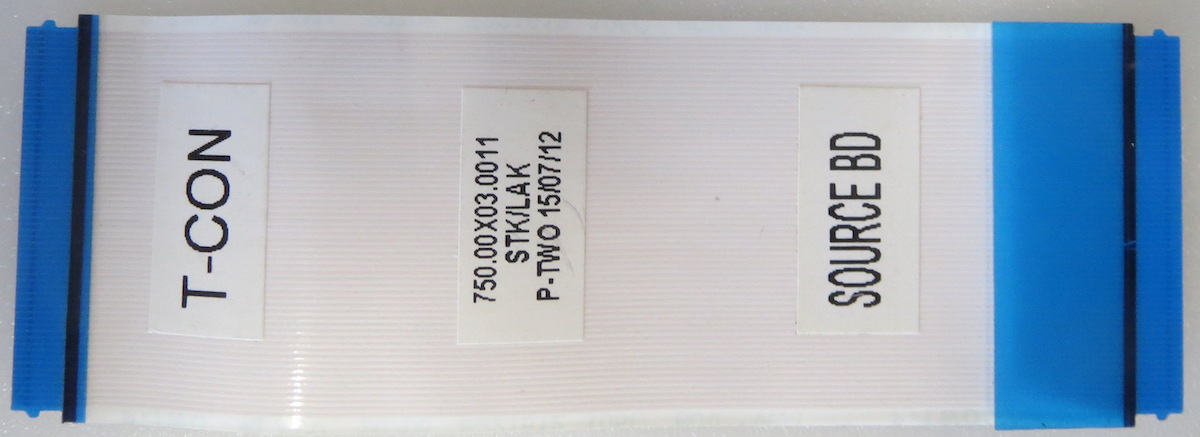 T-CON
750.00X03.0011
STK/LAK
P-TWO 15/07/12
SOURCE BD